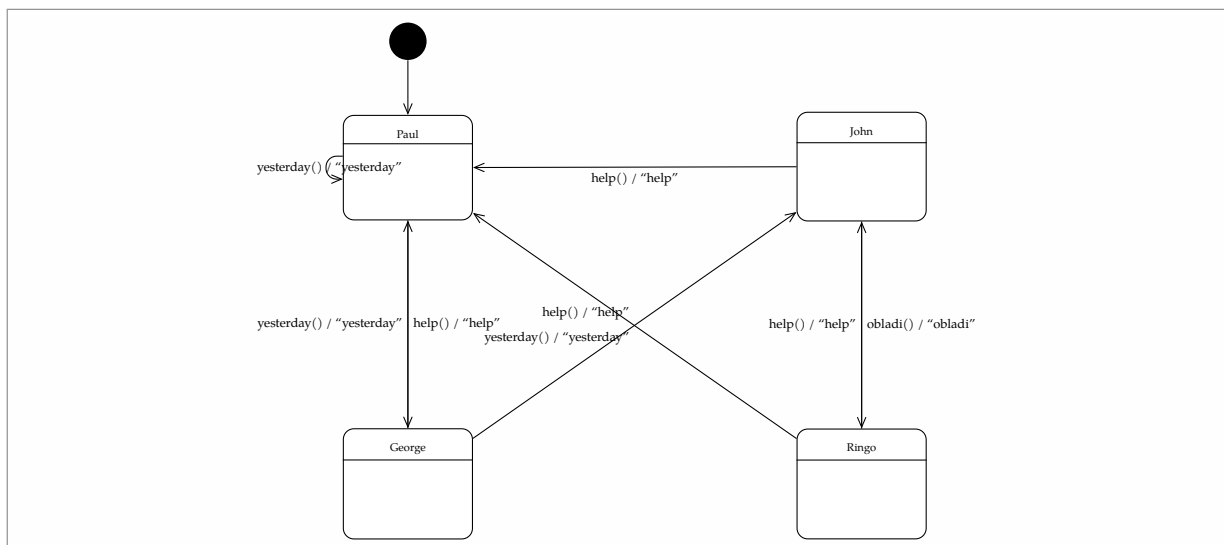 Paul
John
yesterday() / “yesterday”
help() / “help”
help() / “help”
yesterday() / “yesterday”
help() / “help”
help() / “help”
obladi() / “obladi”
yesterday() / “yesterday”
George
Ringo